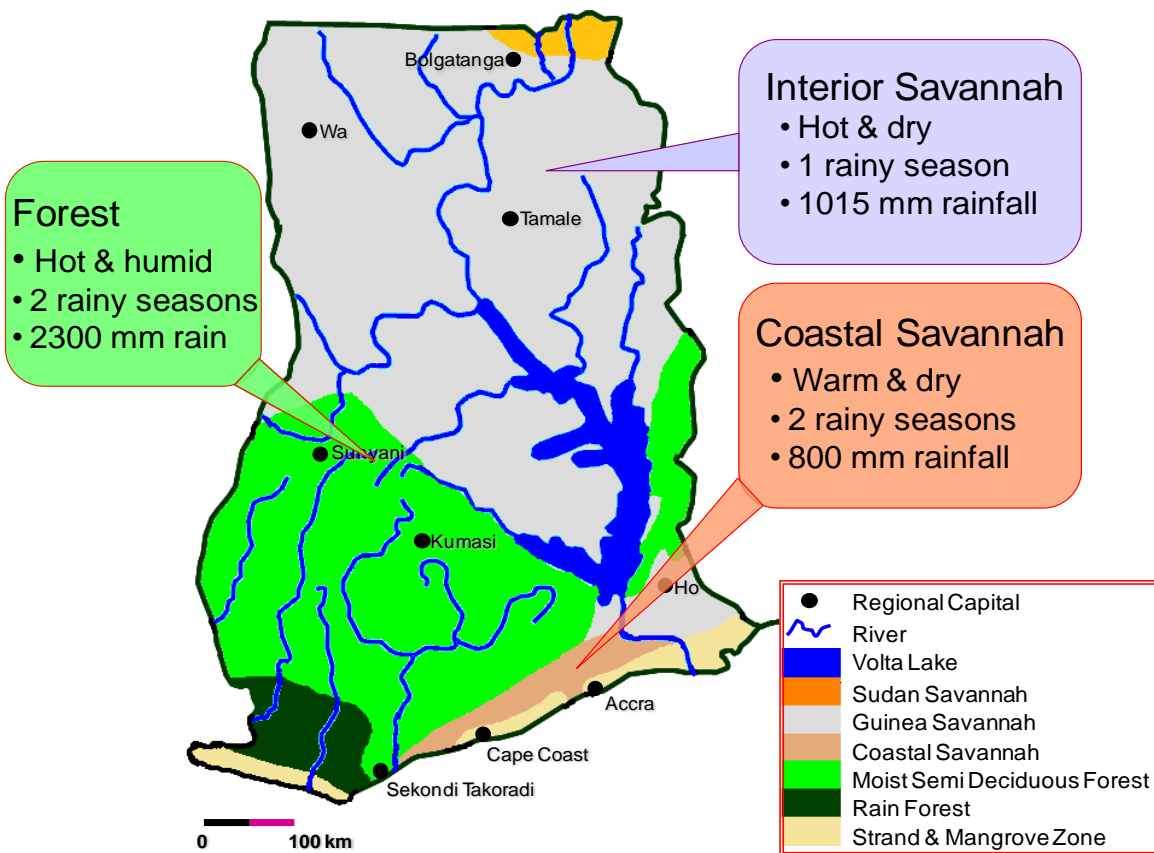 Bolgatanga
Wa
Tamale
Interior Savannah
• Hot & dry
• 1 rainy season
• 1015 mm rainfall
Forest
• Hot & humid
• 2 rainy seasons
• 2300 mm rain
Coastal Savannah
• Warm & dry
• 2 rainy seasons
• 800 mm rainfall
Sunyani
Kumasi
Ho
Accra
Cape Coast
Sekondi Takoradi
0 100 km
Regional Capital
River
Volta Lake
Sudan Savannah
Guinea Savannah
Coastal Savannah
Moist Semi Deciduous Forest
Rain Forest
Strand & Mangrove Zone